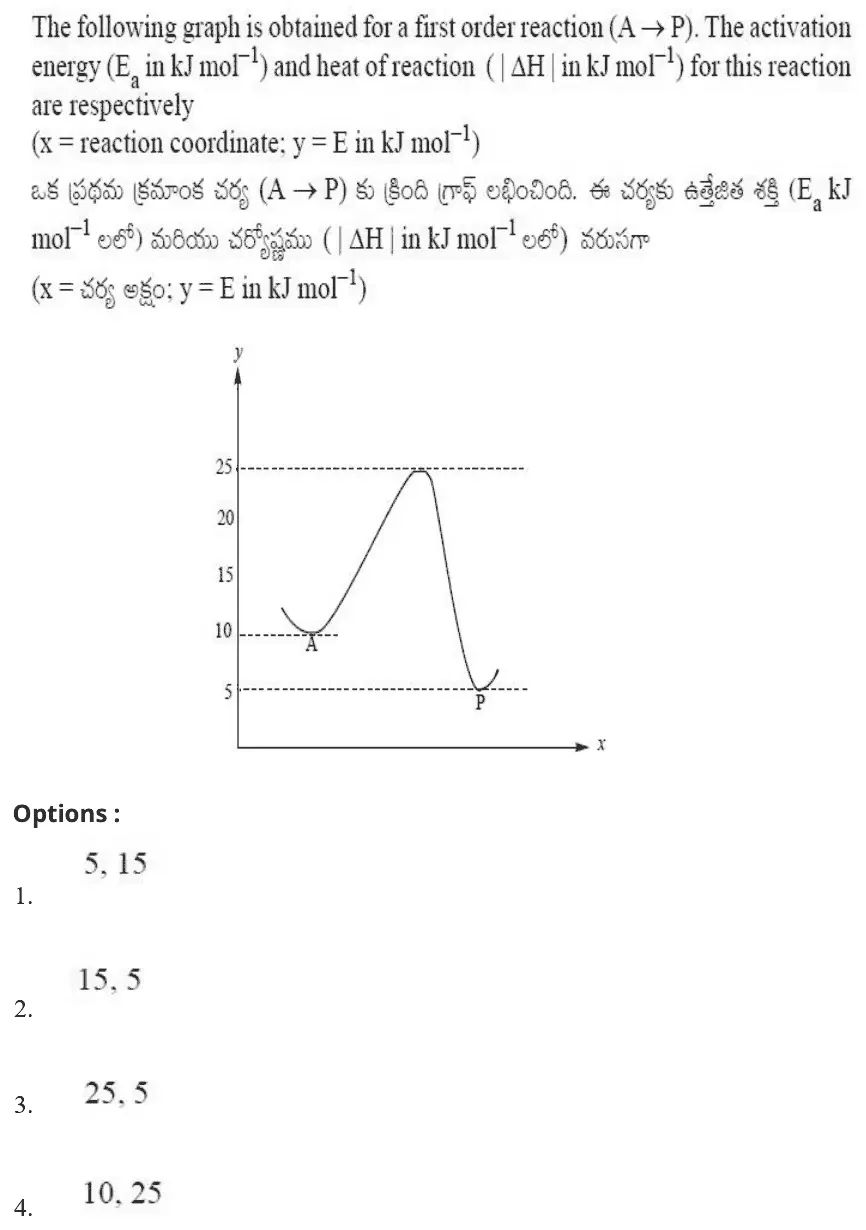 The following graph is obtained for a first order reaction (A → P). The activation
energy (Eₐ in kJ mol⁻¹) and heat of reaction ( | ΔH | in kJ mol⁻¹) for this reaction
are respectively
(x = reaction coordinate; y = E in kJ mol⁻¹)
ఒక ప్రథమ క్రమాంక చర్య (A → P) కు క్రింది గ్రాఫ్ లభించింది. ఈ చర్యకు ఉత్తేజిత శక్తి (Eₐ kJ
mol⁻¹ లలో) మరియు చర్యోష్ణము ( | ΔH | in kJ mol⁻¹ లలో) వరుసగా
(x = చర్య అక్షం; y = E in kJ mol⁻¹)
y
25
20
15
10
A
5
P
x
Options :
5, 15
1.
15, 5
2.
25, 5
3.
10, 25
4.